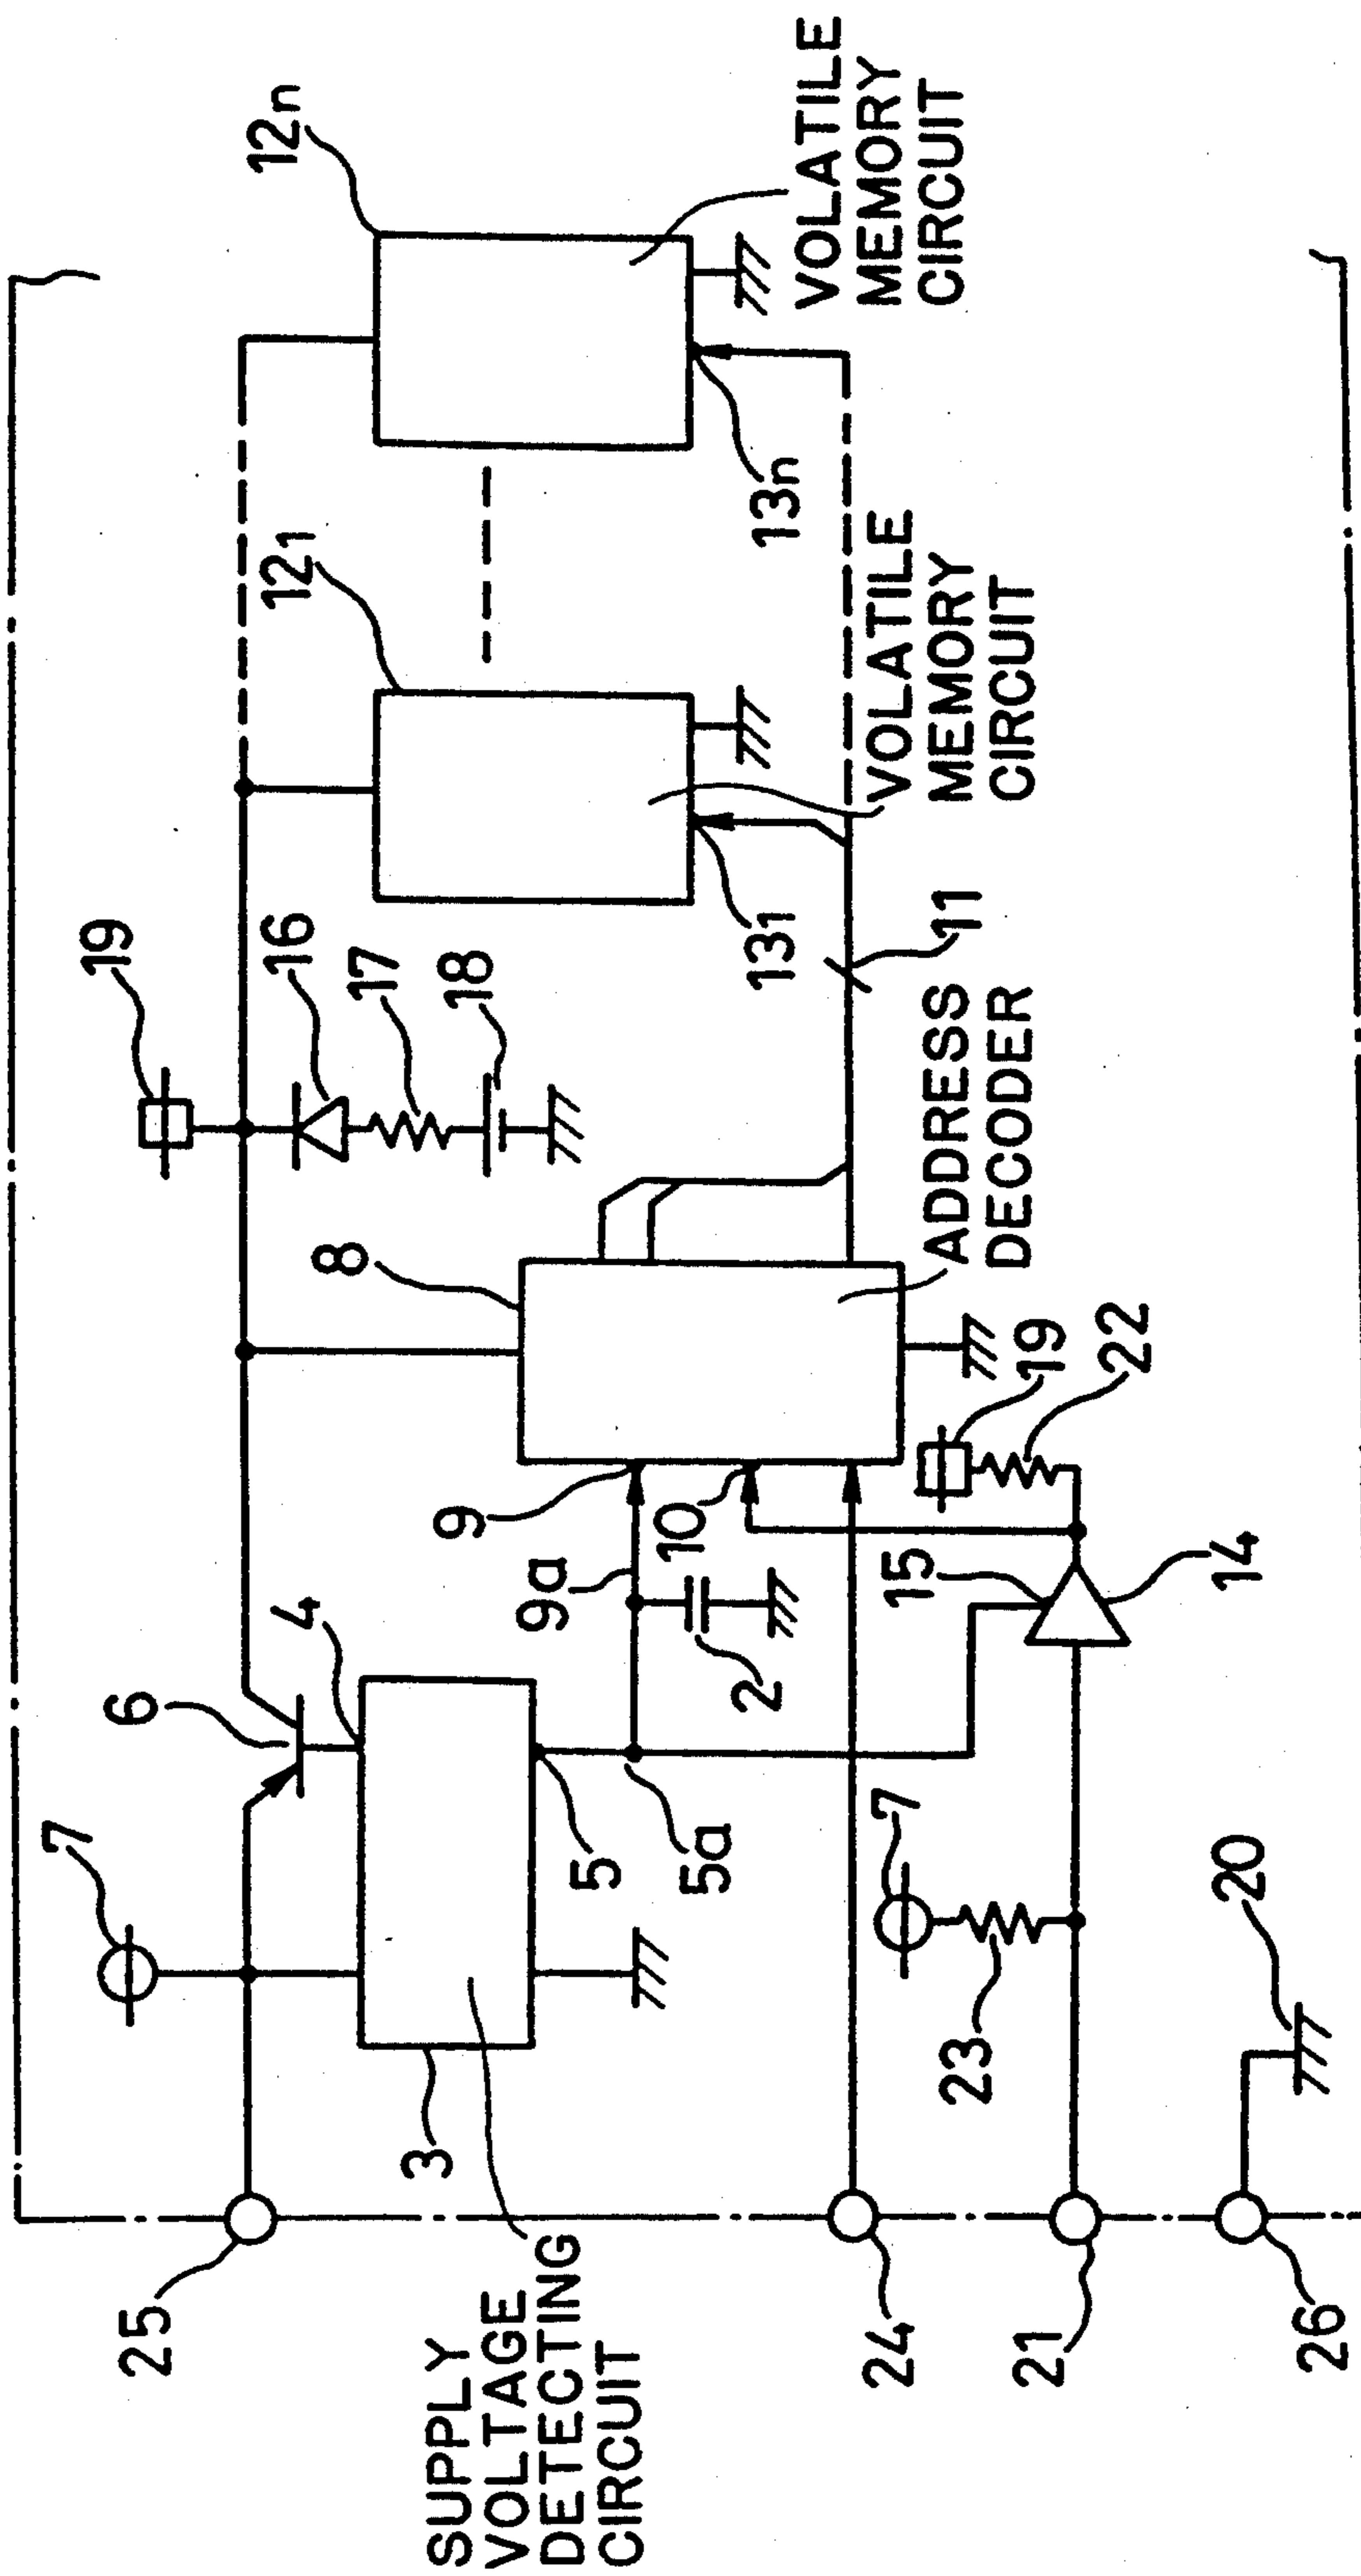 25
7
6
19
12n
SUPPLY
VOLTAGE
DETECTING
CIRCUIT
3
4
5
5a
9a
9
2
10
8
16
17
18
121
131
13n
VOLATILE
MEMORY
CIRCUIT
VOLATILE
MEMORY
CIRCUIT
11
ADDRESS
DECODER
24
7
23
15
14
19
22
21
20
26